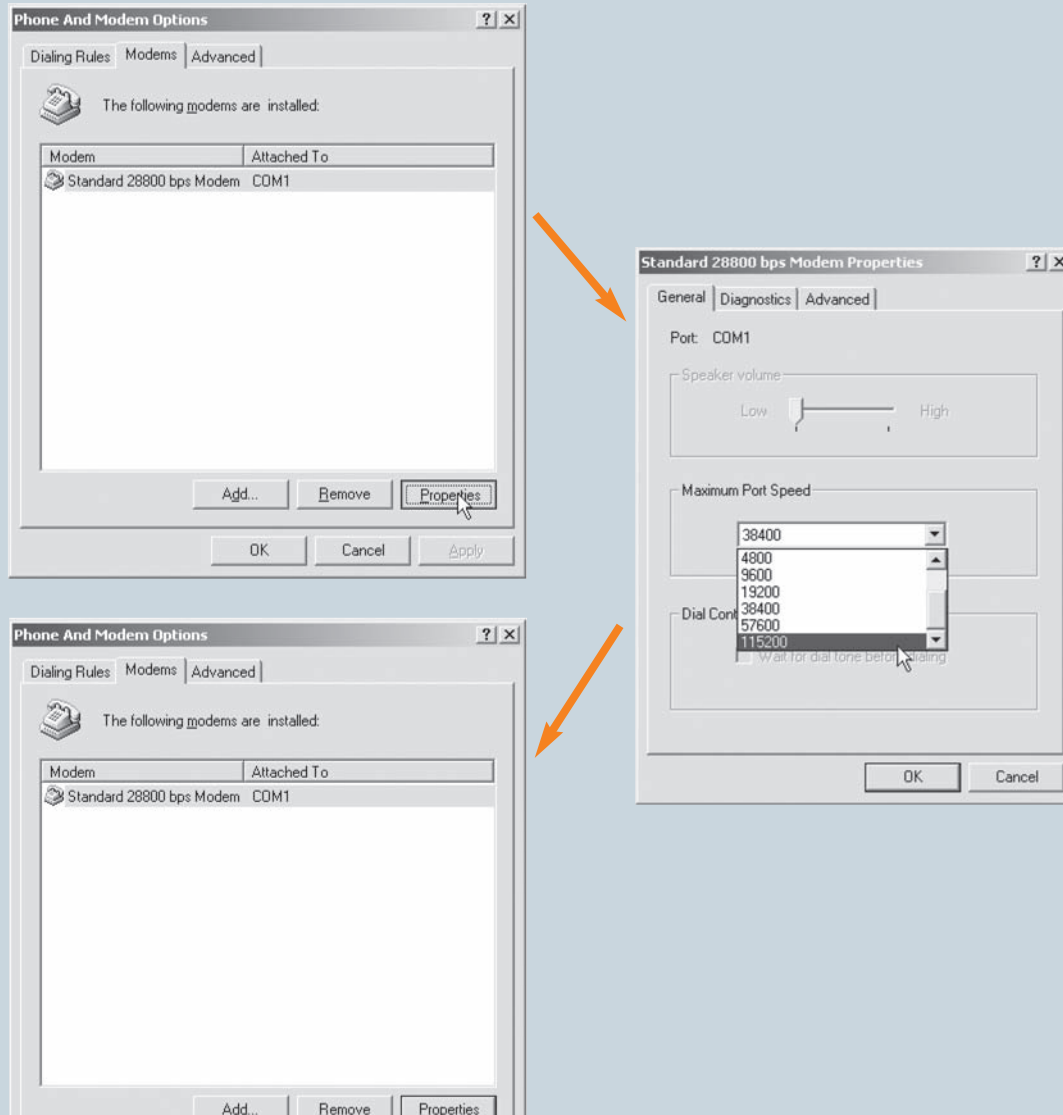 Phone And Modem Options
Dialing Rules Modems Advanced
The following modems are installed:
Modem Attached To
Standard 28800 bps Modem COM1
Add... Remove Properties
OK Cancel Apply
Standard 28800 bps Modem Properties
General Diagnostics Advanced
Port: COM1
Speaker volume
Low High
Maximum Port Speed
38400
4800
9600
19200
38400
57600
115200
Dial Cont
Wait for dial tone before dialing
OK Cancel
Phone And Modem Options
Dialing Rules Modems Advanced
The following modems are installed:
Modem Attached To
Standard 28800 bps Modem COM1
Add... Remove Properties